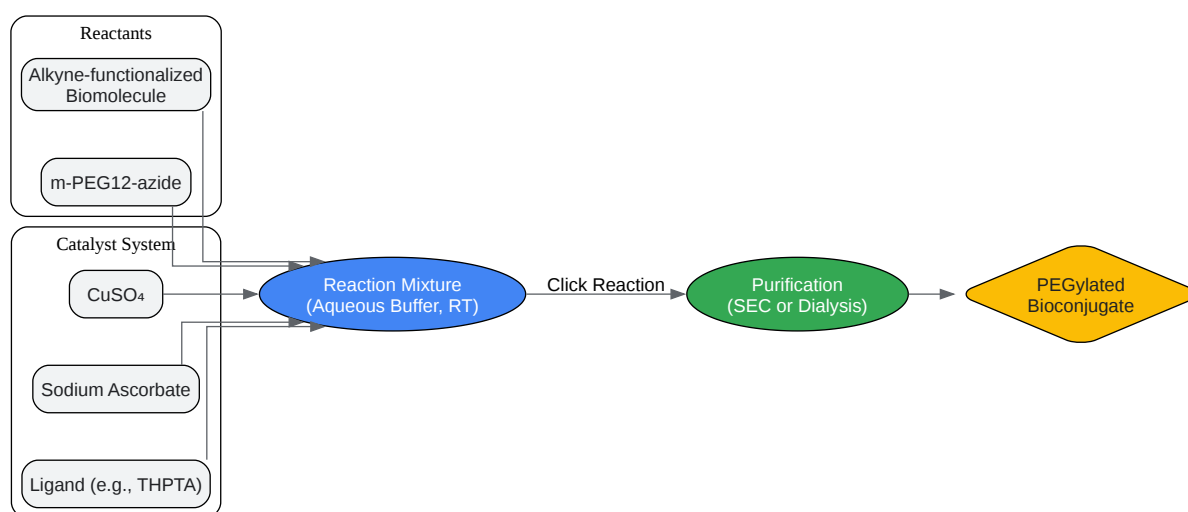 Reactants
Alkyne-functionalized
Biomolecule
m-PEG12-azide
Catalyst System
CuSO₄
Sodium Ascorbate
Ligand (e.g., THPTA)
Reaction Mixture
(Aqueous Buffer, RT)
Click Reaction
Purification
(SEC or Dialysis)
PEGylated
Bioconjugate